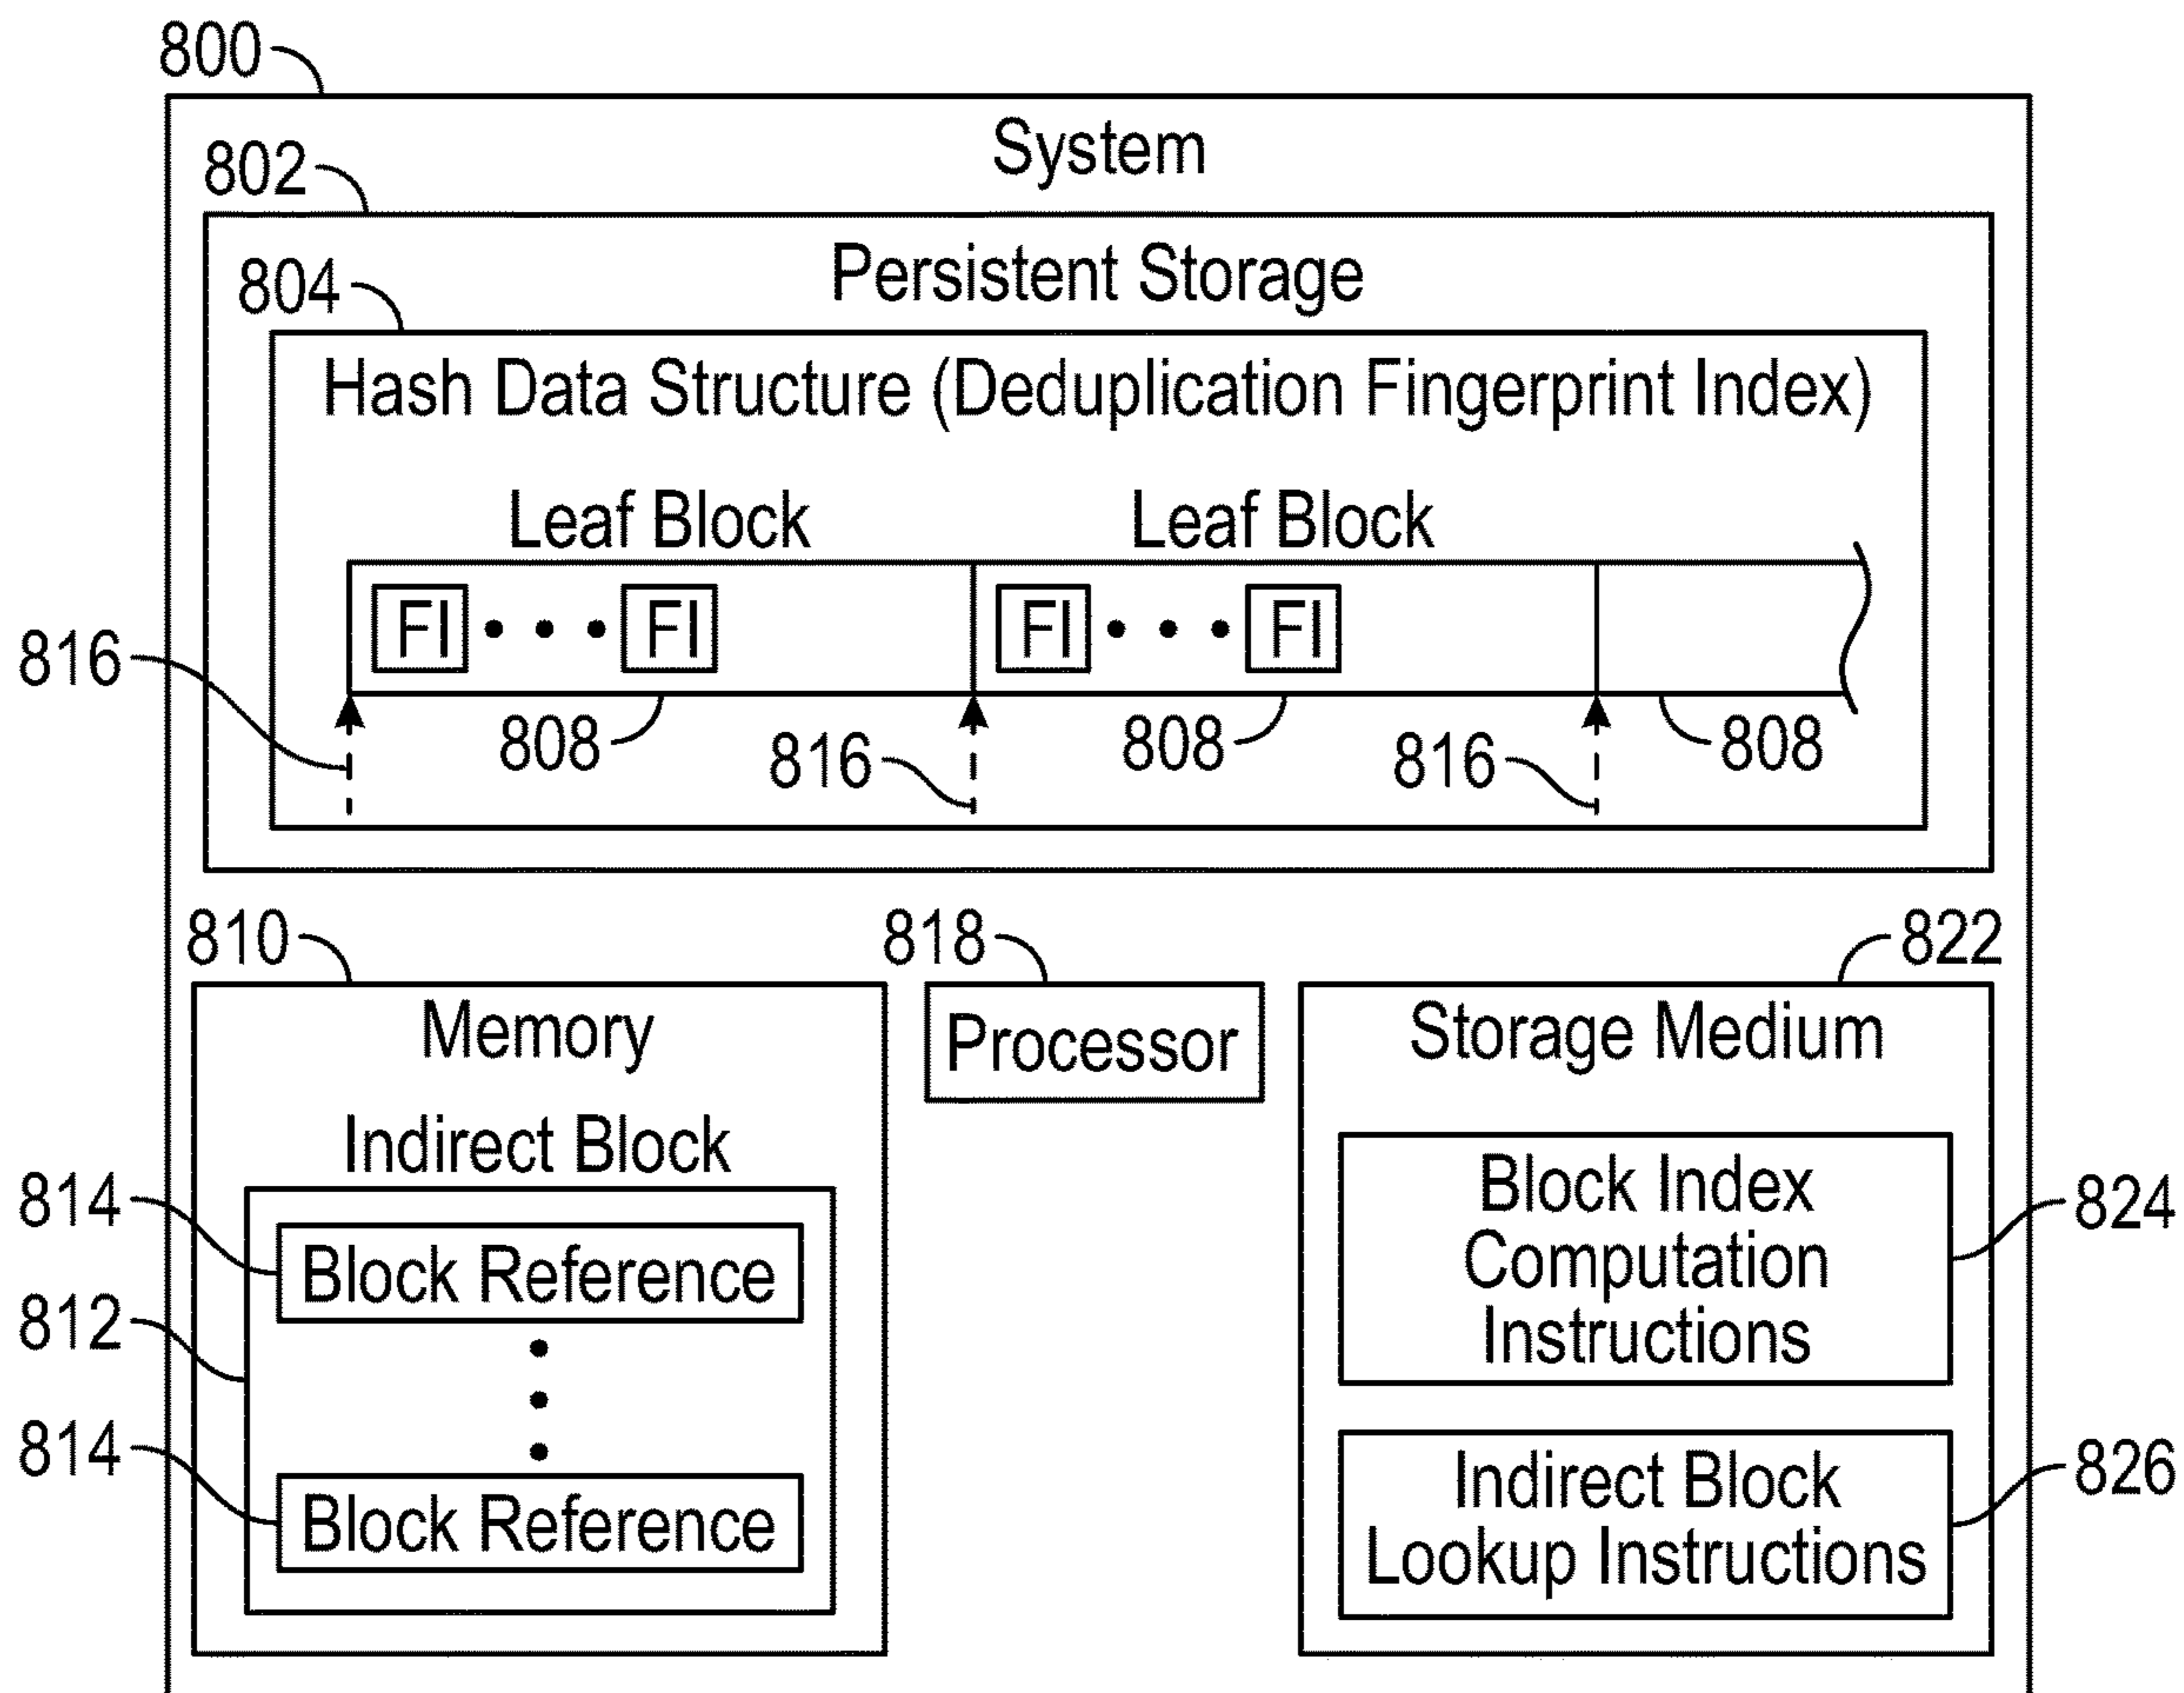 800
System
802
Persistent Storage
804
Hash Data Structure (Deduplication Fingerprint Index)
Leaf Block Leaf Block
FI • • • FI FI • • • FI
816
808 816 808 816 808
810 818 822
Memory Processor Storage Medium
Indirect Block
814
Block Reference
812
814
Block Reference
Block Index
Computation
Instructions
824
Indirect Block
Lookup Instructions
826